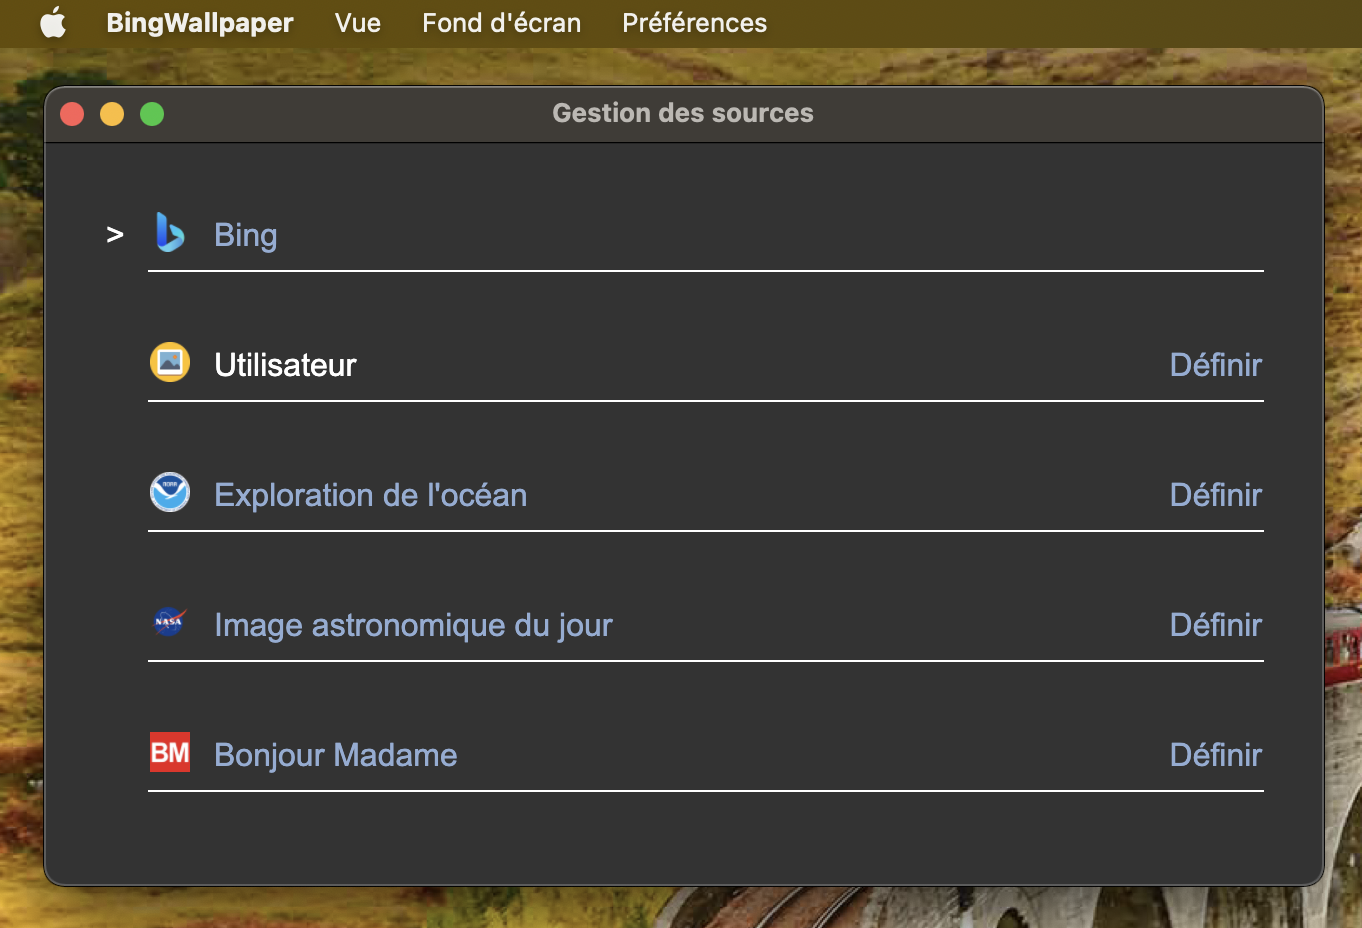 BingWallpaper Vue Fond d'écran Préférences
Gestion des sources
> Bing
Utilisateur Définir
NOAA
Exploration de l'océan Définir
NASA
Image astronomique du jour Définir
BM
Bonjour Madame Définir